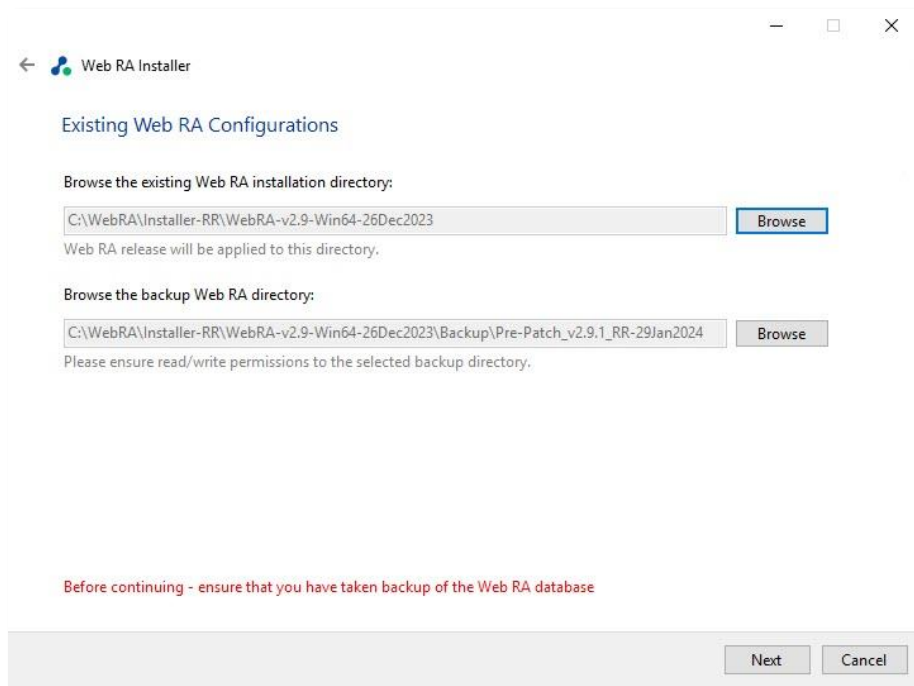 Web RA Installer
Existing Web RA Configurations
Browse the existing Web RA installation directory:
C:\WebRA\Installer-RR\WebRA-v2.9-Win64-26Dec2023
Browse
Web RA release will be applied to this directory.
Browse the backup Web RA directory:
C:\WebRA\Installer-RR\WebRA-v2.9-Win64-26Dec2023\Backup\Pre-Patch_v2.9.1_RR-29Jan2024
Browse
Please ensure read/write permissions to the selected backup directory.
Before continuing - ensure that you have taken backup of the Web RA database
Next
Cancel